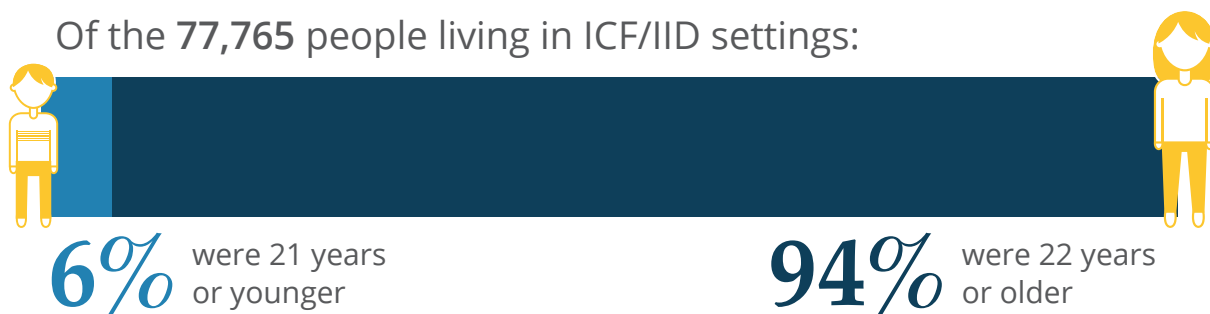 Of the 77,765 people living in ICF/IID settings:
6% were 21 years
or younger
94% were 22 years
or older